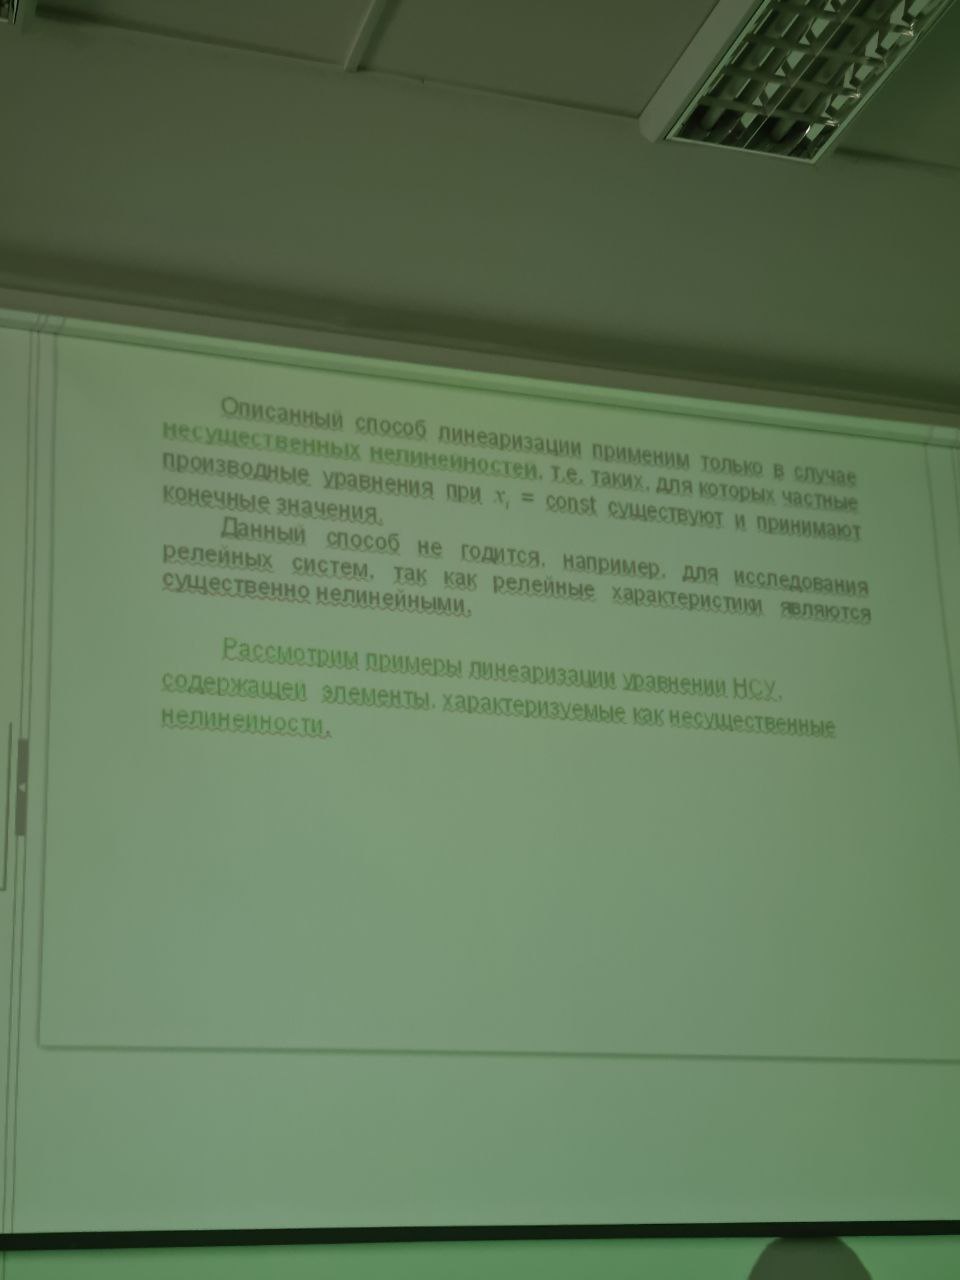 Описанный способ линеаризации применим только в случае
несущественных нелинейностей, т.е. таких, для которых частные
производные уравнения при xᵢ = const существуют и принимают
конечные значения.
Данный способ не годится, например, для исследования
релейных систем, так как релейные характеристики являются
существенно нелинейными.
Рассмотрим примеры линеаризации уравнений НСУ,
содержащей элементы, характеризуемые как несущественные
нелинейности.